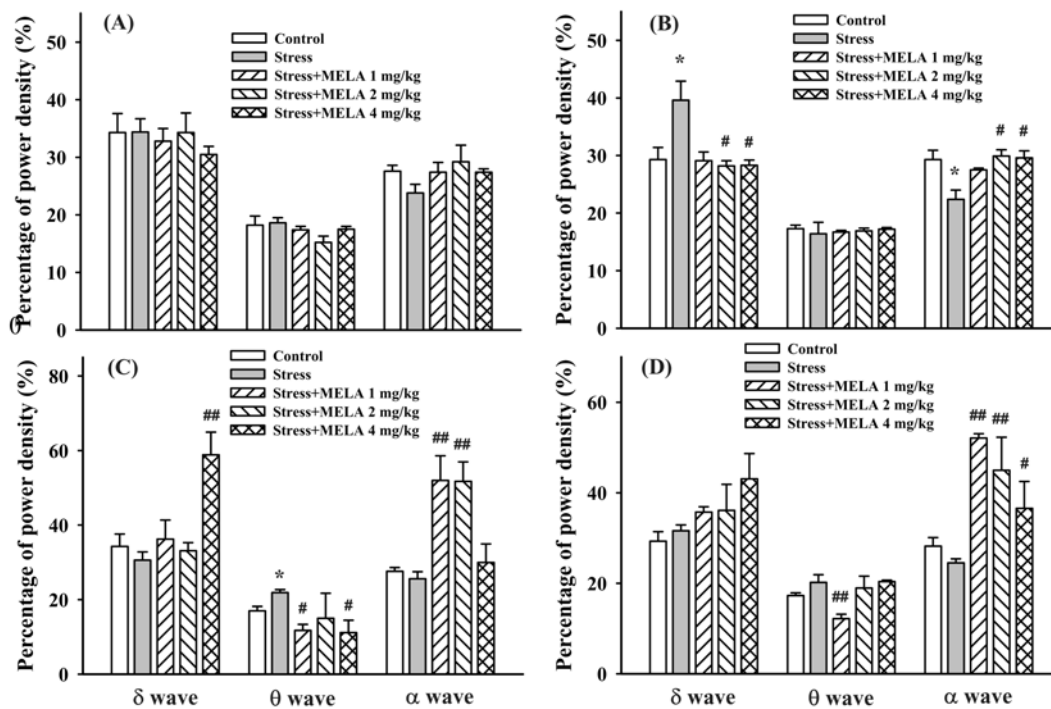 (A)
Percentage of power density (%)
50
40
30
20
10
0
Control
Stress
Stress+MELA 1 mg/kg
Stress+MELA 2 mg/kg
Stress+MELA 4 mg/kg
(B)
Percentage of power density (%)
50
40
30
20
10
0
Control
Stress
Stress+MELA 1 mg/kg
Stress+MELA 2 mg/kg
Stress+MELA 4 mg/kg
*
# #
*
# #
(C)
Percentage of power density (%)
80
60
40
20
0
Control
Stress
Stress+MELA 1 mg/kg
Stress+MELA 2 mg/kg
Stress+MELA 4 mg/kg
##
*
# #
## ##
δ wave θ wave α wave
(D)
Percentage of power density (%)
60
40
20
0
Control
Stress
Stress+MELA 1 mg/kg
Stress+MELA 2 mg/kg
Stress+MELA 4 mg/kg
##
## ##
#
δ wave θ wave α wave